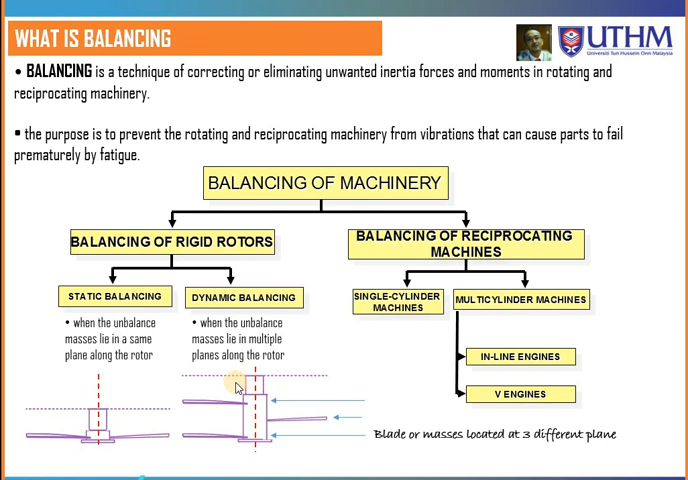 WHAT IS BALANCING
UTHM
Universiti Tun Hussein Onn Malaysia
• BALANCING is a technique of correcting or eliminating unwanted inertia forces and moments in rotating and
reciprocating machinery.
▪ the purpose is to prevent the rotating and reciprocating machinery from vibrations that can cause parts to fail
prematurely by fatigue.
BALANCING OF MACHINERY
BALANCING OF RIGID ROTORS
BALANCING OF RECIPROCATING
MACHINES
STATIC BALANCING
DYNAMIC BALANCING
SINGLE-CYLINDER
MACHINES
MULTICYLINDER MACHINES
• when the unbalance
masses lie in a same
plane along the rotor
• when the unbalance
masses lie in multiple
planes along the rotor
IN-LINE ENGINES
V ENGINES
Blade or masses located at 3 different plane